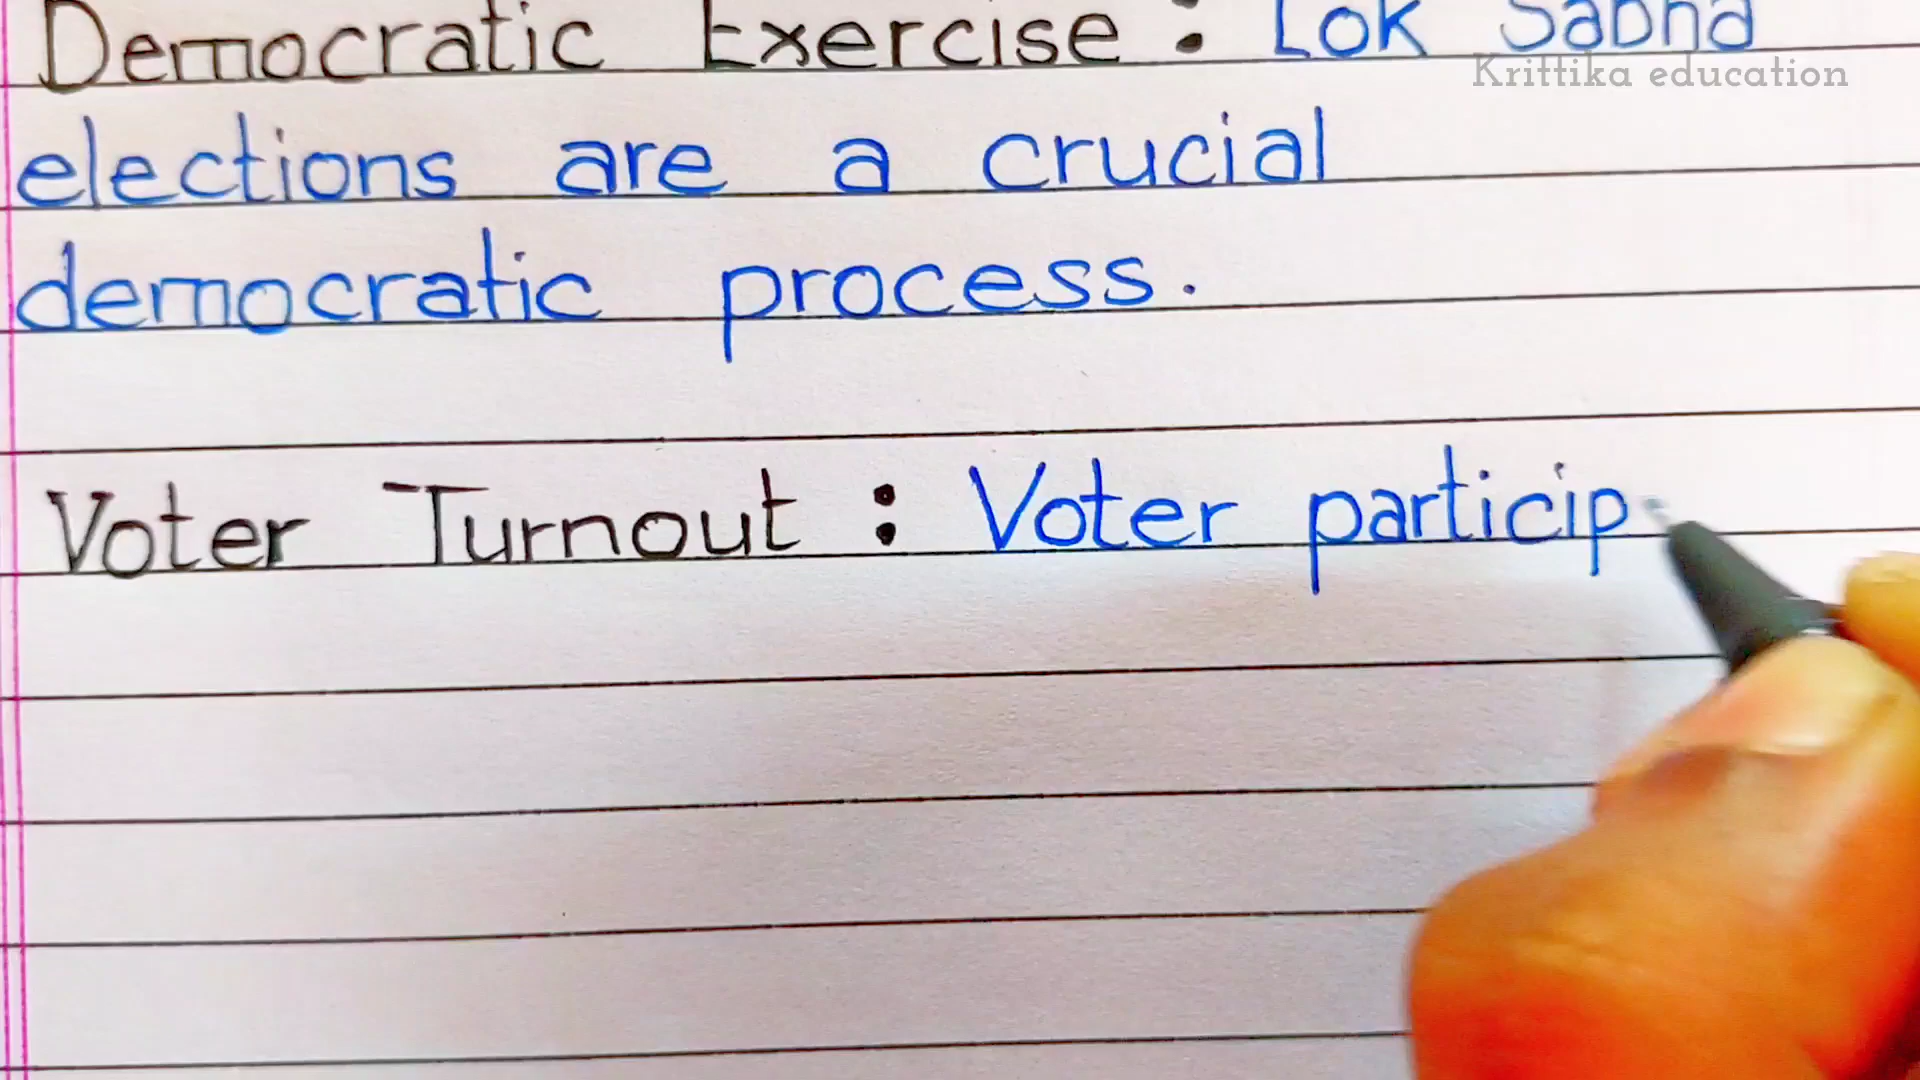 Democratic Exercise : Lok Sabha
Krittika education
elections are a crucial
democratic process.
Voter Turnout : Voter particip